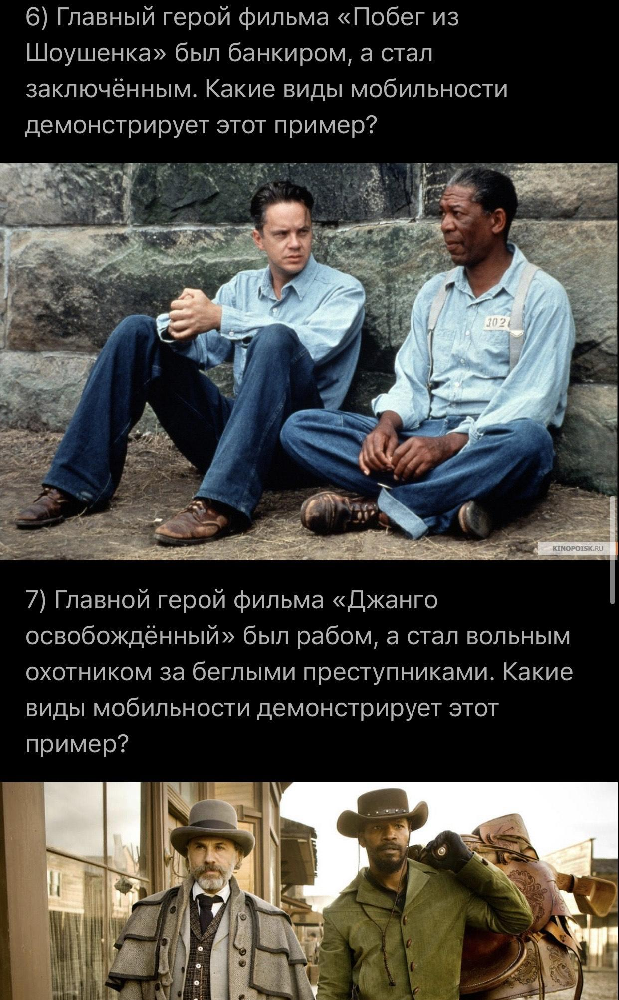 6) Главный герой фильма «Побег из
Шоушенка» был банкиром, а стал
заключённым. Какие виды мобильности
демонстрирует этот пример?
302
KINOPOISK.RU
7) Главной герой фильма «Джанго
освобождённый» был рабом, а стал вольным
охотником за беглыми преступниками. Какие
виды мобильности демонстрирует этот
пример?